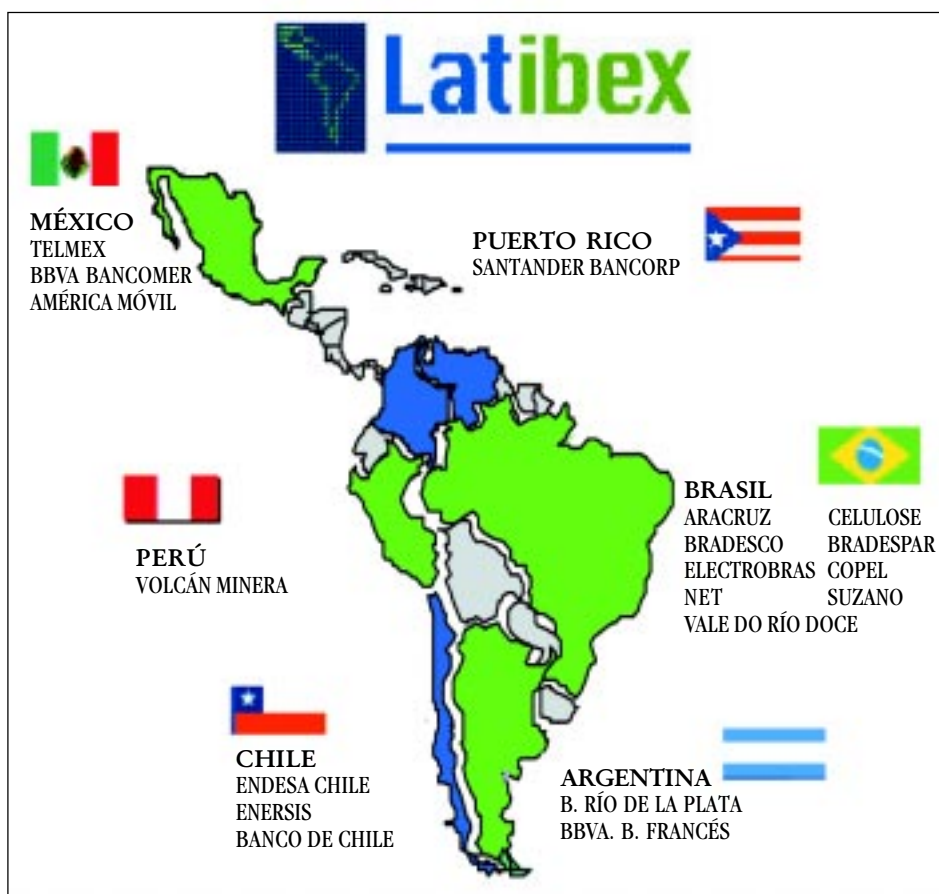 Latibex
MÉXICO
TELMEX
BBVA BANCOMER
AMÉRICA MÓVIL
PUERTO RICO
SANTANDER BANCORP
PERÚ
VOLCÁN MINERA
BRASIL
ARACRUZ CELULOSE
BRADESCO BRADESPAR
ELECTROBRAS COPEL
NET SUZANO
VALE DO RÍO DOCE
CHILE
ENDESA CHILE
ENERSIS
BANCO DE CHILE
ARGENTINA
B. RÍO DE LA PLATA
BBVA. B. FRANCÉS